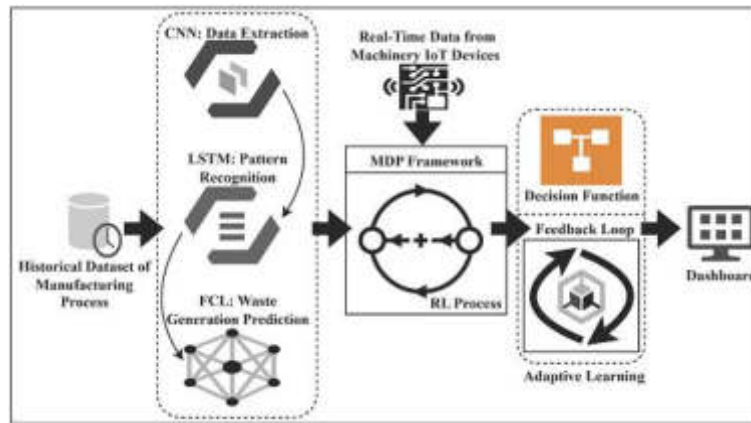 CNN: Data Extraction
LSTM: Pattern
Recognition
FCL: Waste
Generation Prediction
Historical Dataset of
Manufacturing
Process
Real-Time Data from
Machinery IoT Devices
MDP Framework
RL Process
Decision Function
Feedback Loop
Adaptive Learning
Dashboard